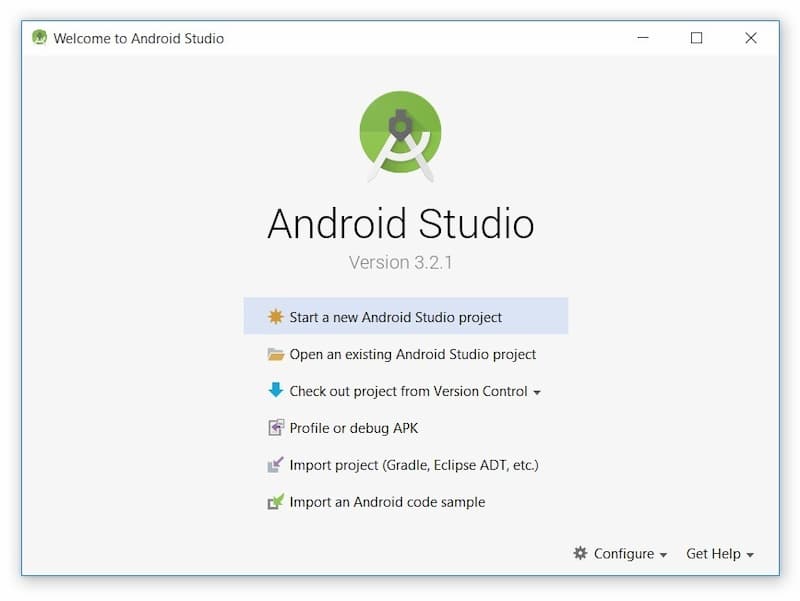 Welcome to Android Studio
Android Studio
Version 3.2.1
Start a new Android Studio project
Open an existing Android Studio project
Check out project from Version Control
Profile or debug APK
Import project (Gradle, Eclipse ADT, etc.)
Import an Android code sample
Configure Get Help